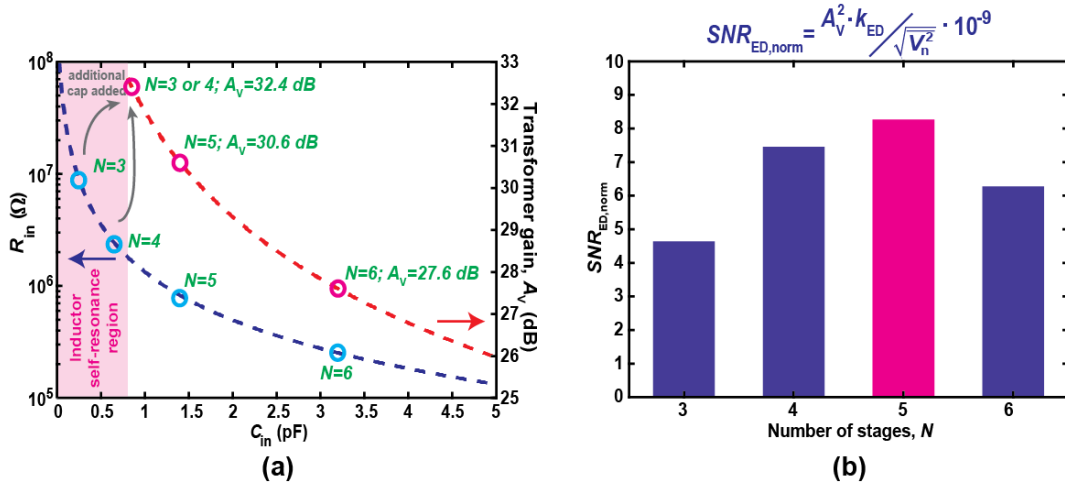 SNR_ED,norm = A_V^2·k_ED / √V_n^2 · 10^-9
10^8
10^7
10^6
10^5
R_in (Ω)
additional
cap added
N=3 or 4; A_V=32.4 dB
N=5; A_V=30.6 dB
N=3
N=4
N=5
N=6; A_V=27.6 dB
N=6
Inductor
self-resonance
region
33
32
31
30
29
28
27
26
25
Transformer gain, A_V (dB)
0 0.5 1 1.5 2 2.5 3 3.5 4 4.5 5
C_in (pF)
(a)
10
9
8
7
6
5
4
3
2
1
0
SNR_ED,norm
3 4 5 6
Number of stages, N
(b)